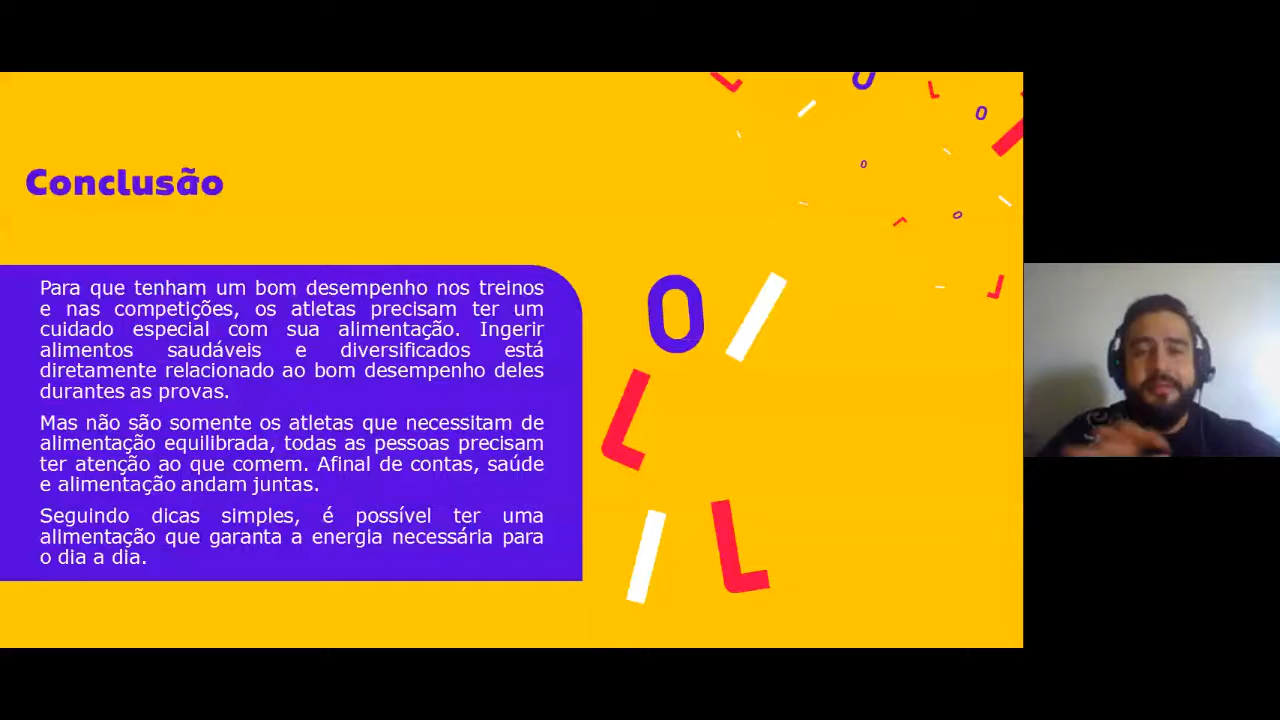 Conclusão
Para que tenham um bom desempenho nos treinos
e nas competições, os atletas precisam ter um
cuidado especial com sua alimentação. Ingerir
alimentos saudáveis e diversificados está
diretamente relacionado ao bom desempenho deles
durantes as provas.
Mas não são somente os atletas que necessitam de
alimentação equilibrada, todas as pessoas precisam
ter atenção ao que comem. Afinal de contas, saúde
e alimentação andam juntas.
Seguindo dicas simples, é possível ter uma
alimentação que garanta a energia necessária para
o dia a dia.